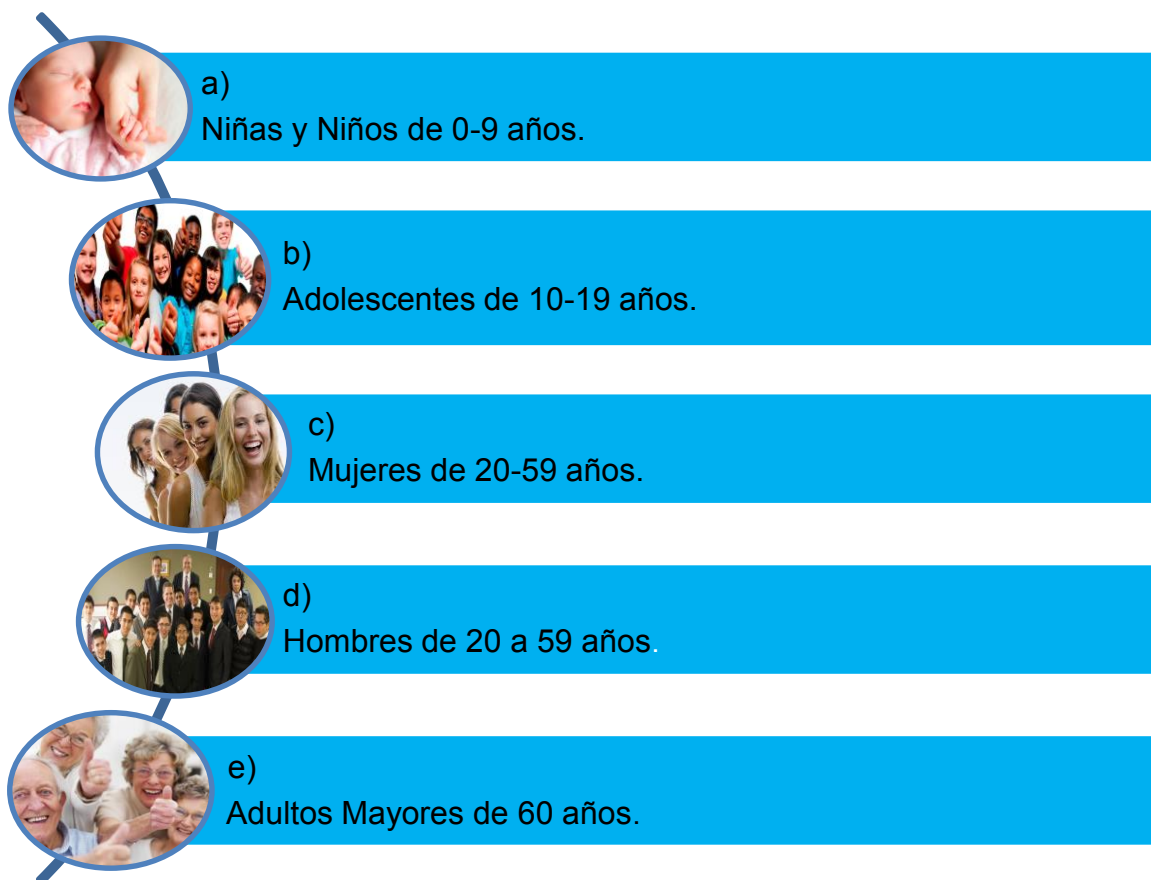 a)
Niñas y Niños de 0-9 años.
b)
Adolescentes de 10-19 años.
c)
Mujeres de 20-59 años.
d)
Hombres de 20 a 59 años.
e)
Adultos Mayores de 60 años.